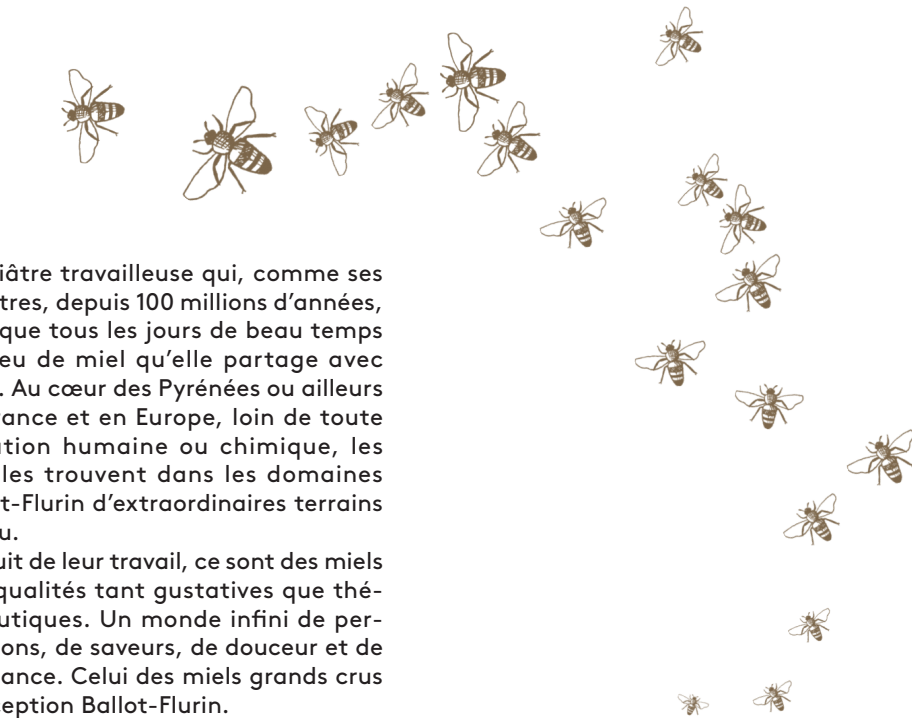 iâtre travailleuse qui, comme ses
tres, depuis 100 millions d’années,
que tous les jours de beau temps
eu de miel qu’elle partage avec
. Au cœur des Pyrénées ou ailleurs
rance et en Europe, loin de toute
ation humaine ou chimique, les
lles trouvent dans les domaines
t-Flurin d’extraordinaires terrains
u.
uit de leur travail, ce sont des miels
qualités tant gustatives que thé-
utiques. Un monde infini de per-
ons, de saveurs, de douceur et de
ance. Celui des miels grands crus
eption Ballot-Flurin.